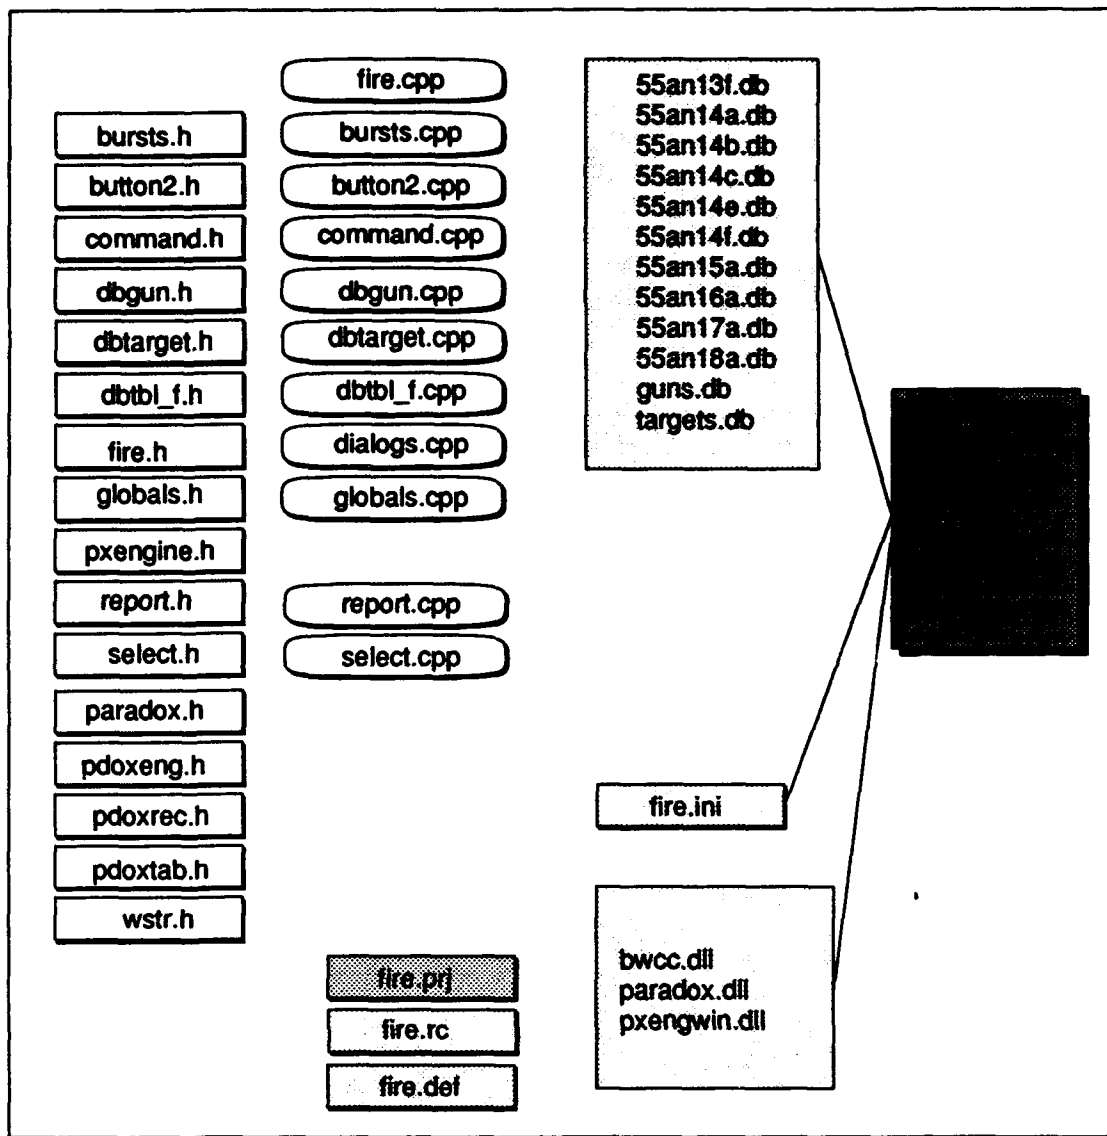 bursts.h
button2.h
command.h
dbgun.h
dbtarget.h
dbtbl_f.h
fire.h
globals.h
pxengine.h
report.h
select.h
paradox.h
pdoxeng.h
pdoxrec.h
pdoxtab.h
wstr.h
fire.cpp
bursts.cpp
button2.cpp
command.cpp
dbgun.cpp
dbtarget.cpp
dbtbl_f.cpp
dialogs.cpp
globals.cpp
report.cpp
select.cpp
fire.prj
fire.rc
fire.def
55an13f.db
55an14a.db
55an14b.db
55an14c.db
55an14e.db
55an14f.db
55an15a.db
55an16a.db
55an17a.db
55an18a.db
guns.db
targets.db
fire.ini
bwcc.dll
paradox.dll
pxengwin.dll